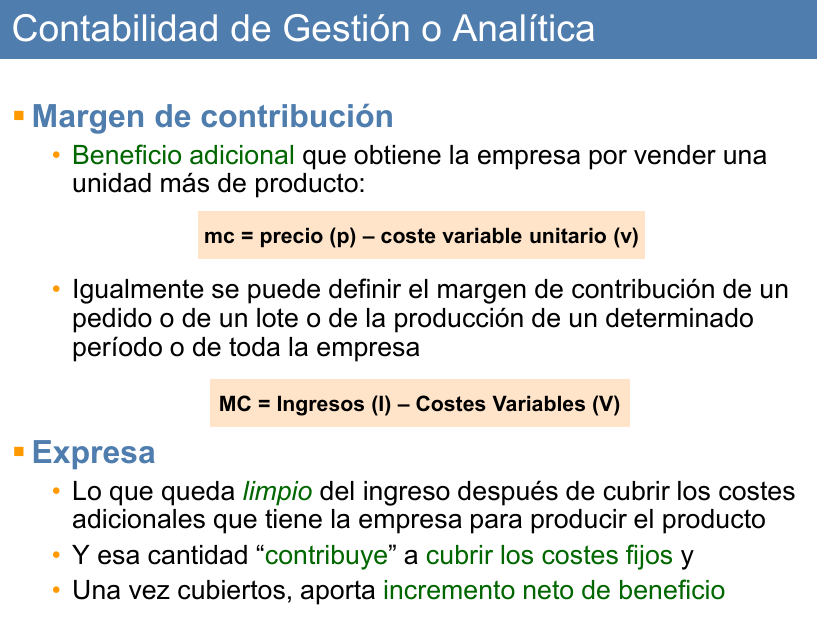 Contabilidad de Gestión o Analítica
Margen de contribución
• Beneficio adicional que obtiene la empresa por vender una
unidad más de producto:
mc = precio (p) – coste variable unitario (v)
• Igualmente se puede definir el margen de contribución de un
pedido o de un lote o de la producción de un determinado
período o de toda la empresa
MC = Ingresos (I) – Costes Variables (V)
Expresa
• Lo que queda limpio del ingreso después de cubrir los costes
adicionales que tiene la empresa para producir el producto
• Y esa cantidad “contribuye” a cubrir los costes fijos y
• Una vez cubiertos, aporta incremento neto de beneficio